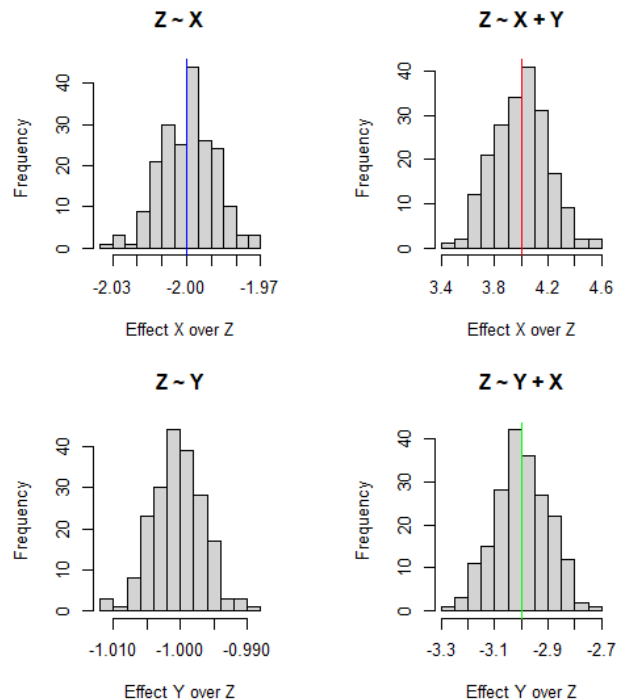 Z ~ X
Frequency
0 10 20 30 40
-2.03 -2.00 -1.97
Effect X over Z
Z ~ X + Y
Frequency
0 10 20 30 40
3.4 3.8 4.2 4.6
Effect X over Z
Z ~ Y
Frequency
0 10 20 30 40
-1.010 -1.000 -0.990
Effect Y over Z
Z ~ Y + X
Frequency
0 10 20 30 40
-3.3 -3.1 -2.9 -2.7
Effect Y over Z